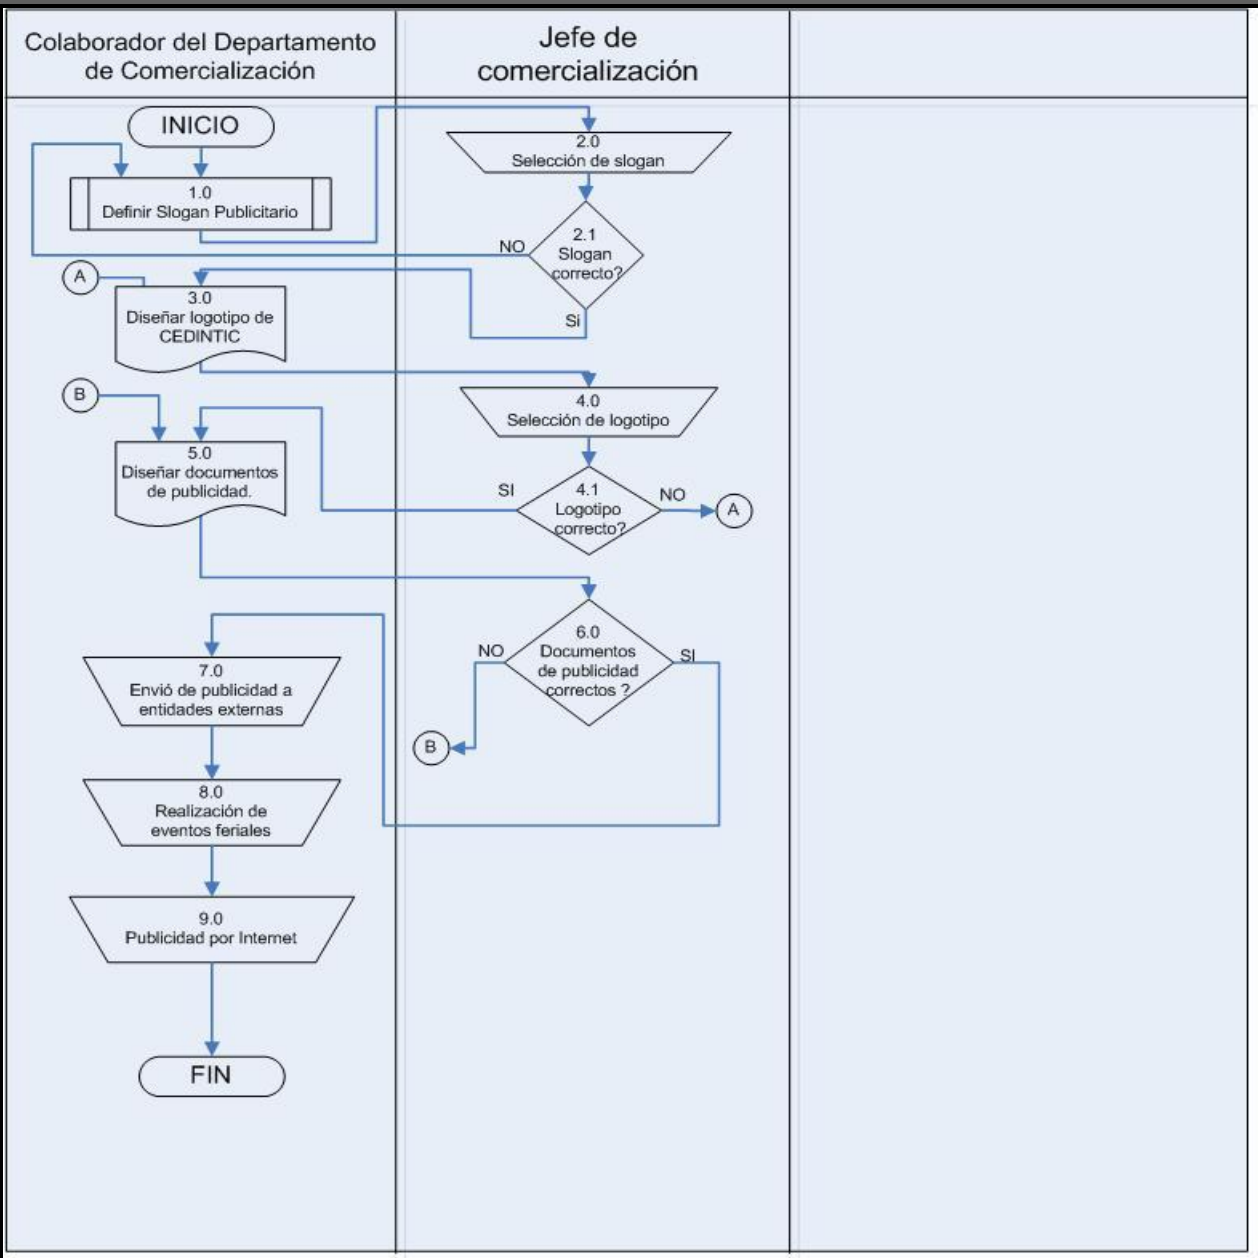 Colaborador del Departamento
de Comercialización
Jefe de
comercialización
INICIO
1.0
Definir Slogan Publicitario
2.0
Selección de slogan
2.1
Slogan
correcto?
NO
Si
A
3.0
Diseñar logotipo de
CEDINTIC
B
4.0
Selección de logotipo
5.0
Diseñar documentos
de publicidad.
SI
4.1
Logotipo
correcto?
NO
A
6.0
Documentos
de publicidad
correctos ?
NO
SI
B
7.0
Envió de publicidad a
entidades externas
8.0
Realización de
eventos feriales
9.0
Publicidad por Internet
FIN